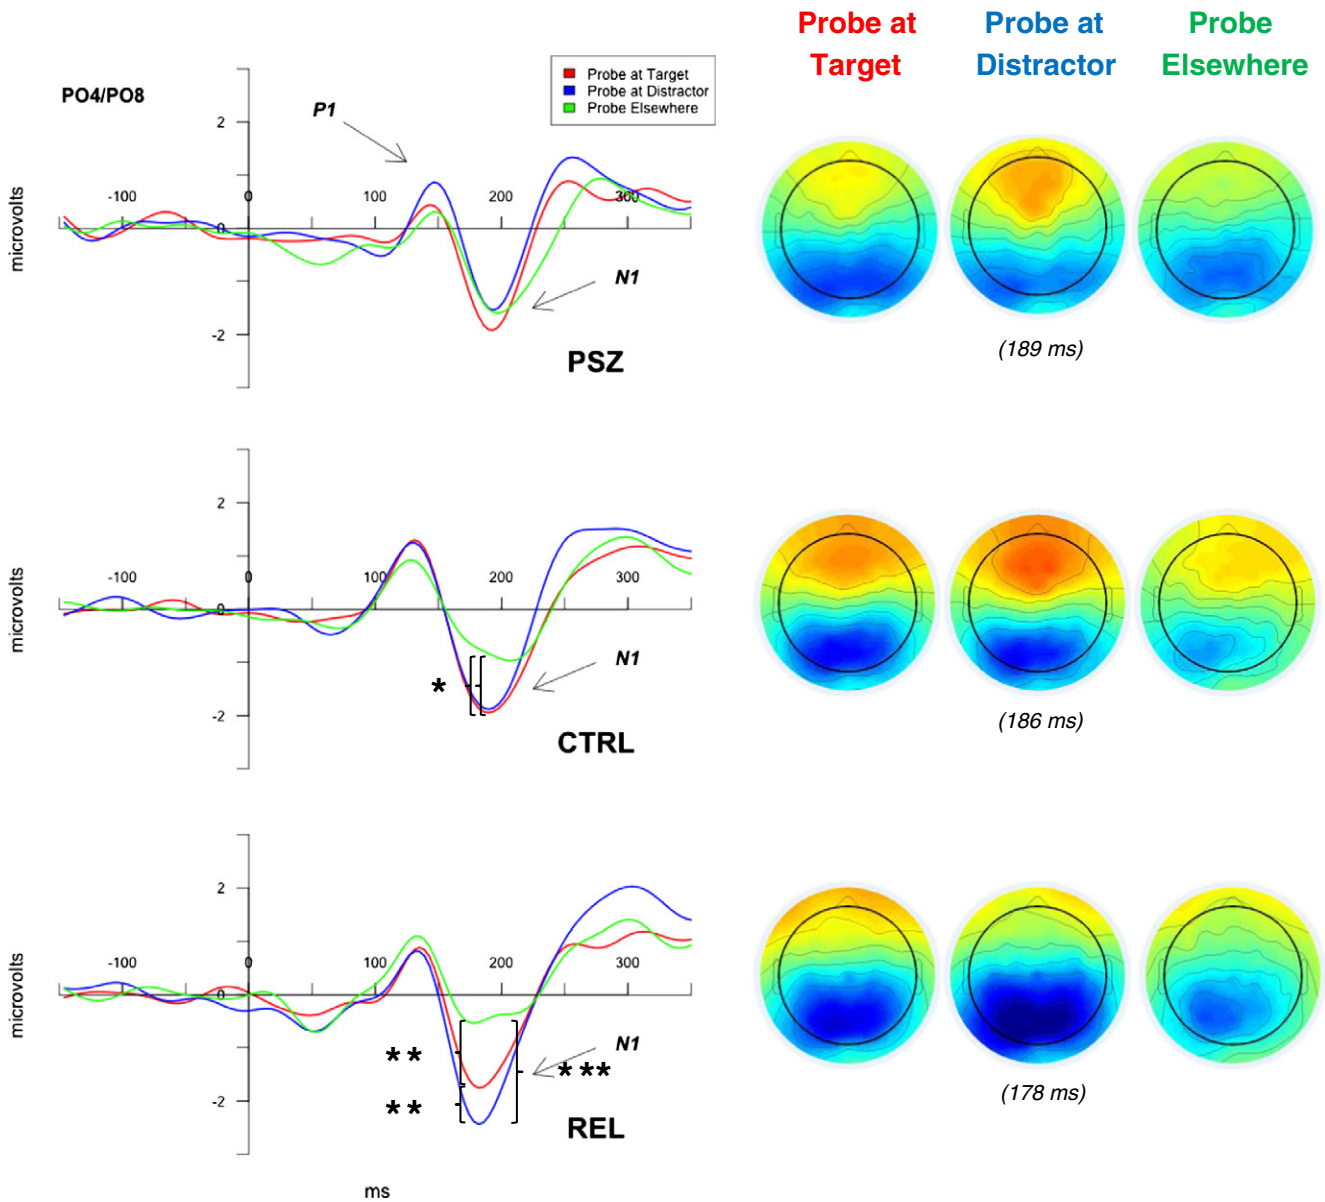 Probe at Target
Probe at Distractor
Probe Elsewhere
PO4/PO8
P1
Probe at Target
Probe at Distractor
Probe Elsewhere
microvolts
2
0
-2
-100
0
100
200
300
N1
PSZ
(189 ms)
microvolts
2
0
-2
-100
0
100
200
300
*
N1
CTRL
(186 ms)
microvolts
2
0
-2
-100
0
100
200
300
**
**
N1
***
REL
(178 ms)
ms